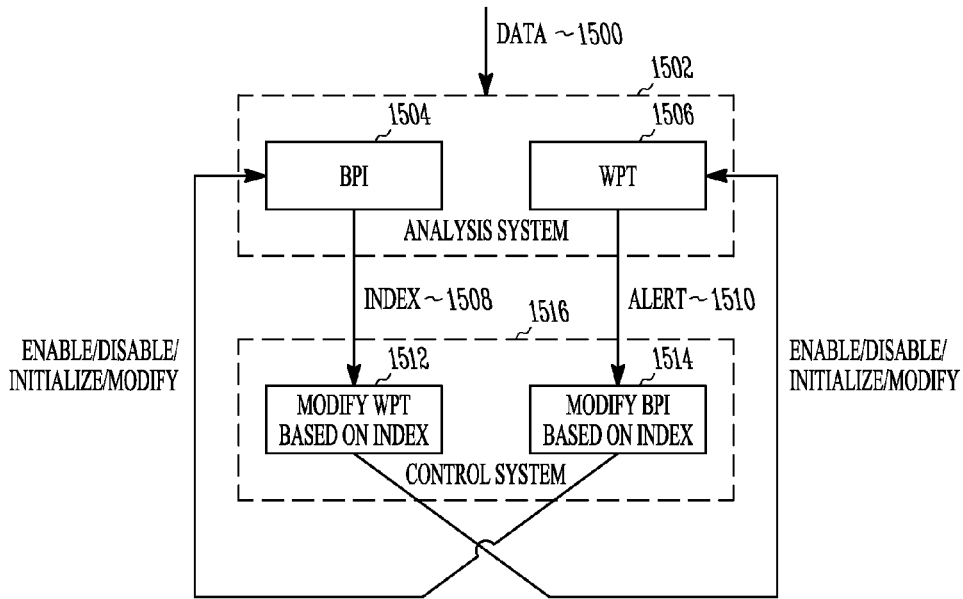 DATA ~1500
1502
1504
1506
BPI
WPT
ANALYSIS SYSTEM
INDEX~1508
ALERT~1510
1516
ENABLE/DISABLE/
INITIALIZE/MODIFY
ENABLE/DISABLE/
INITIALIZE/MODIFY
1512
1514
MODIFY WPT
BASED ON INDEX
MODIFY BPI
BASED ON INDEX
CONTROL SYSTEM